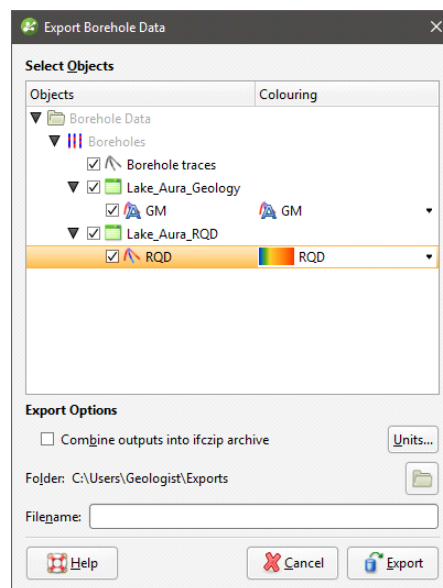 Export Borehole Data
Select Objects
Objects Colouring
Borehole Data
Boreholes
Borehole traces
Lake_Aura_Geology
GM GM
Lake_Aura_RQD
RQD RQD
Export Options
Combine outputs into ifczip archive Units...
Folder: C:\Users\Geologist\Exports
Filename:
Help Cancel Export